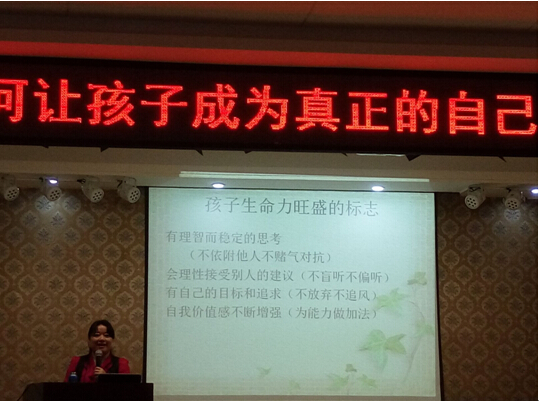 何让孩子成为真正的自己
孩子生命力旺盛的标志
有理智而稳定的思考
（不依附他人不赌气对抗）
会理性接受别人的建议（不盲听不偏听）
有自己的目标和追求（不放弃不追风）
自我价值感不断增强（为能力做加法）